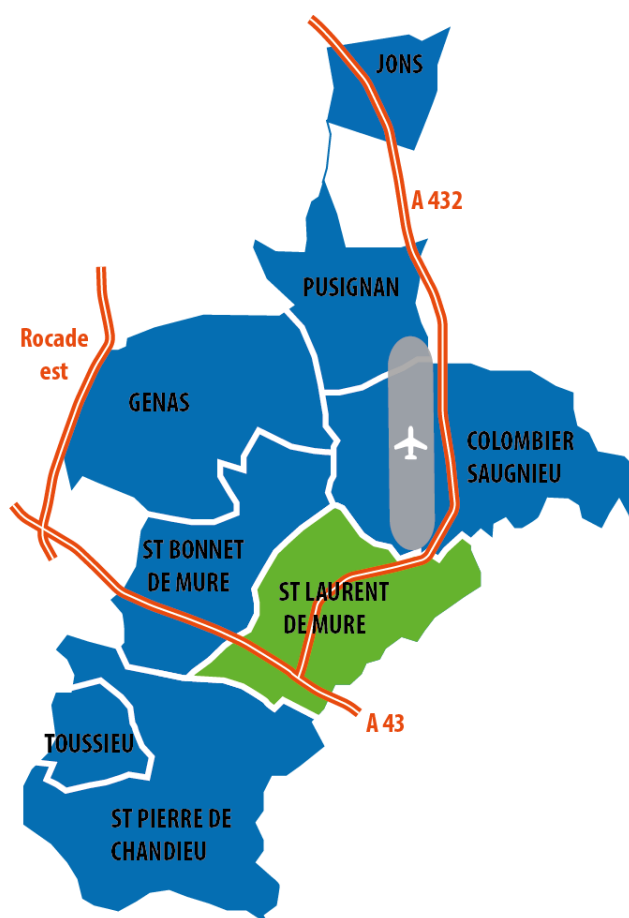 JONS
A 432
PUSIGNAN
Rocade
est
GENAS
COLOMBIER
SAUGNIEU
ST BONNET
DE MURE
ST LAURENT
DE MURE
A 43
TOUSSIEU
ST PIERRE DE
CHANDIEU